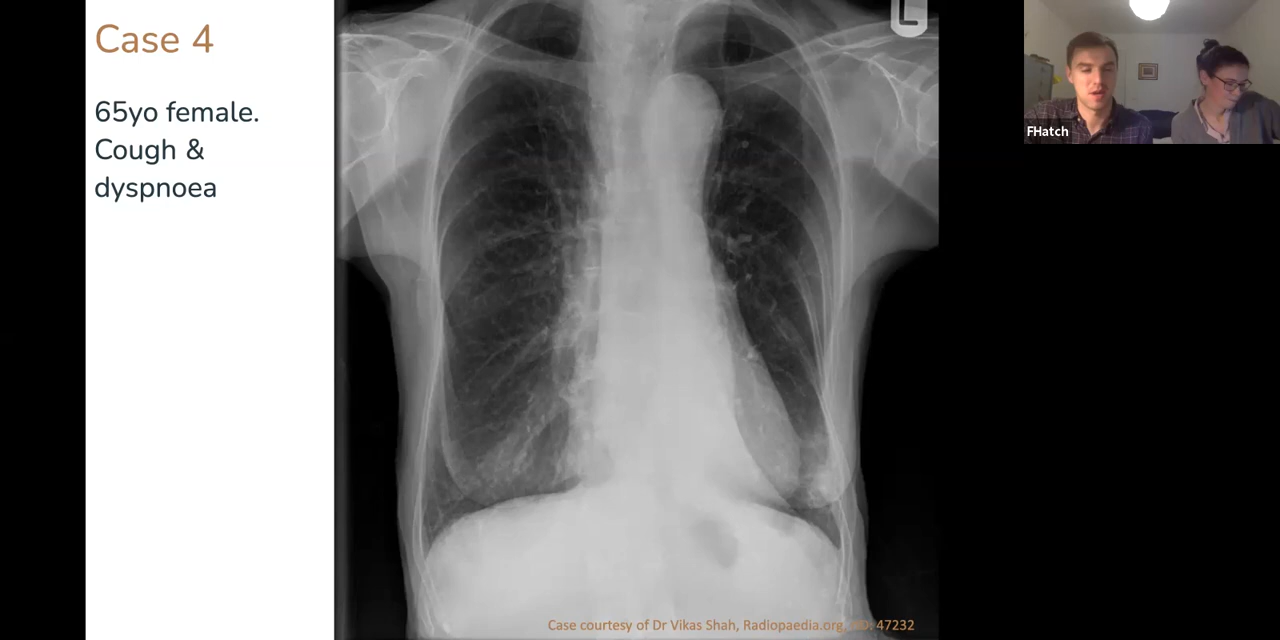 Case 4
65yo female.
Cough &
dyspnoea
L
FHatch
Case courtesy of Dr Vikas Shah, Radiopaedia.org, 47232